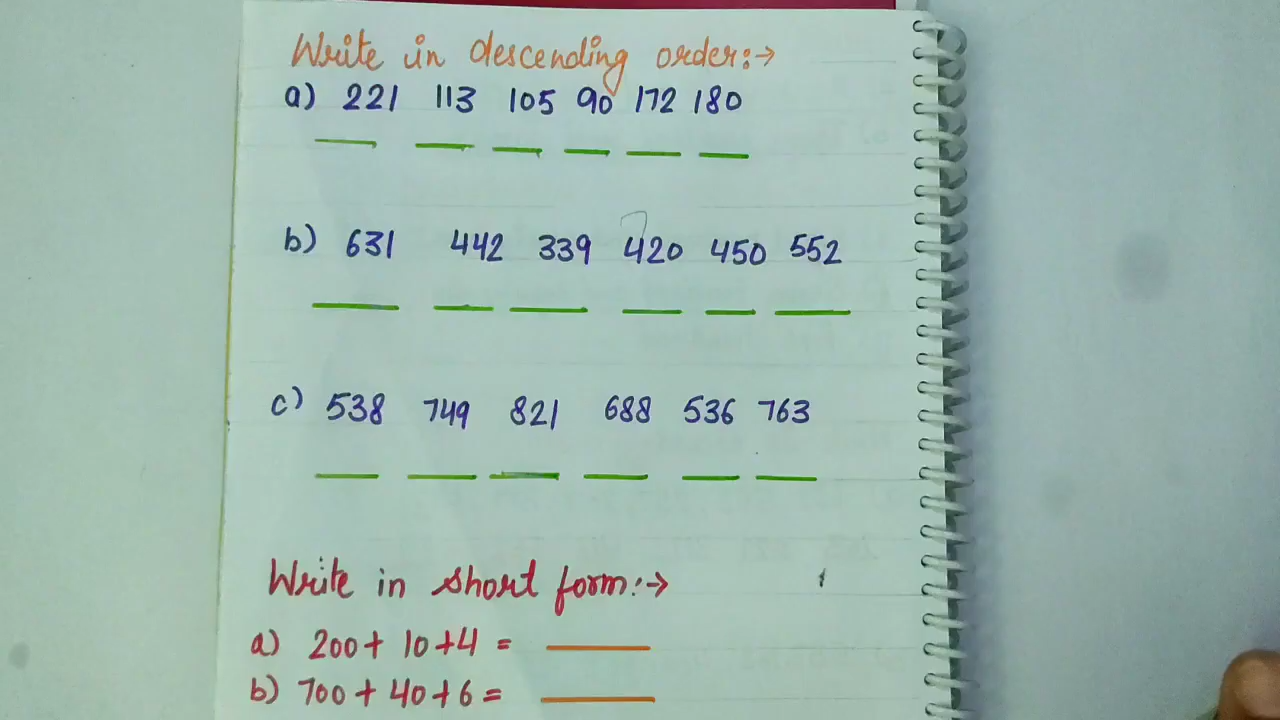 Write in descending order:→
a) 221 113 105 90 172 180
b) 631 442 339 420 450 552
c) 538 749 821 688 536 763
Write in short form:→
a) 200+ 10+4 =
b) 700 + 40+6 =